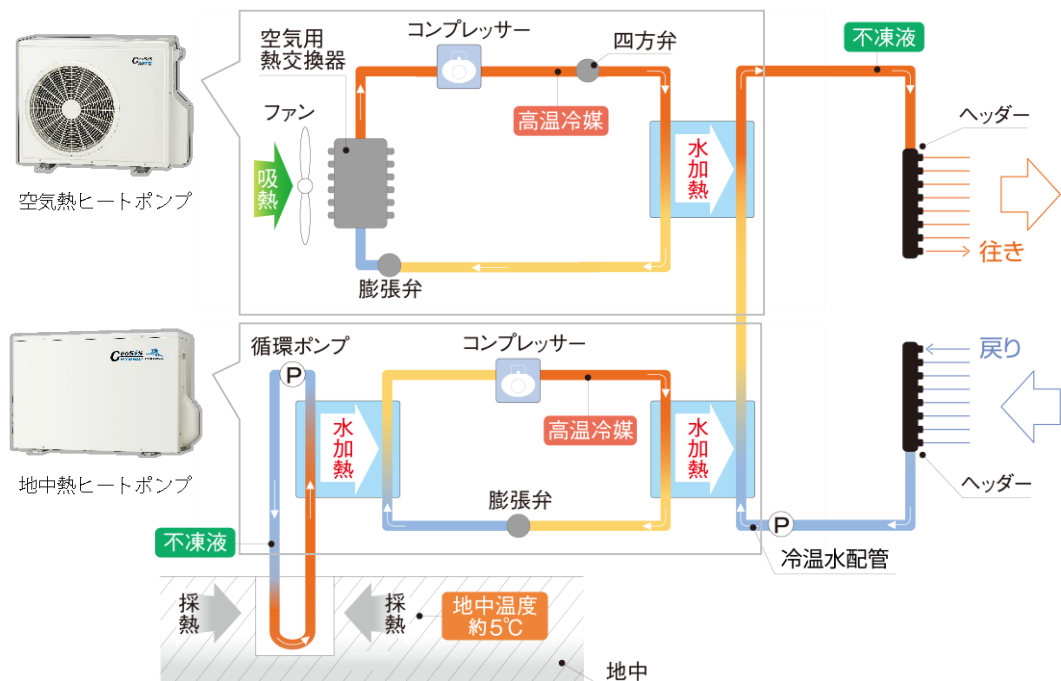 空気熱ヒートポンプ
空気用
熱交換器
コンプレッサー
四方弁
高温冷媒
ファン
吸熱
膨張弁
水加熱
不凍液
ヘッダー
往き
GeoSIS
地中熱ヒートポンプ
循環ポンプ
P
水加熱
コンプレッサー
高温冷媒
膨張弁
水加熱
戻り
ヘッダー
P
冷温水配管
不凍液
採熱
採熱
地中温度
約5℃
地中